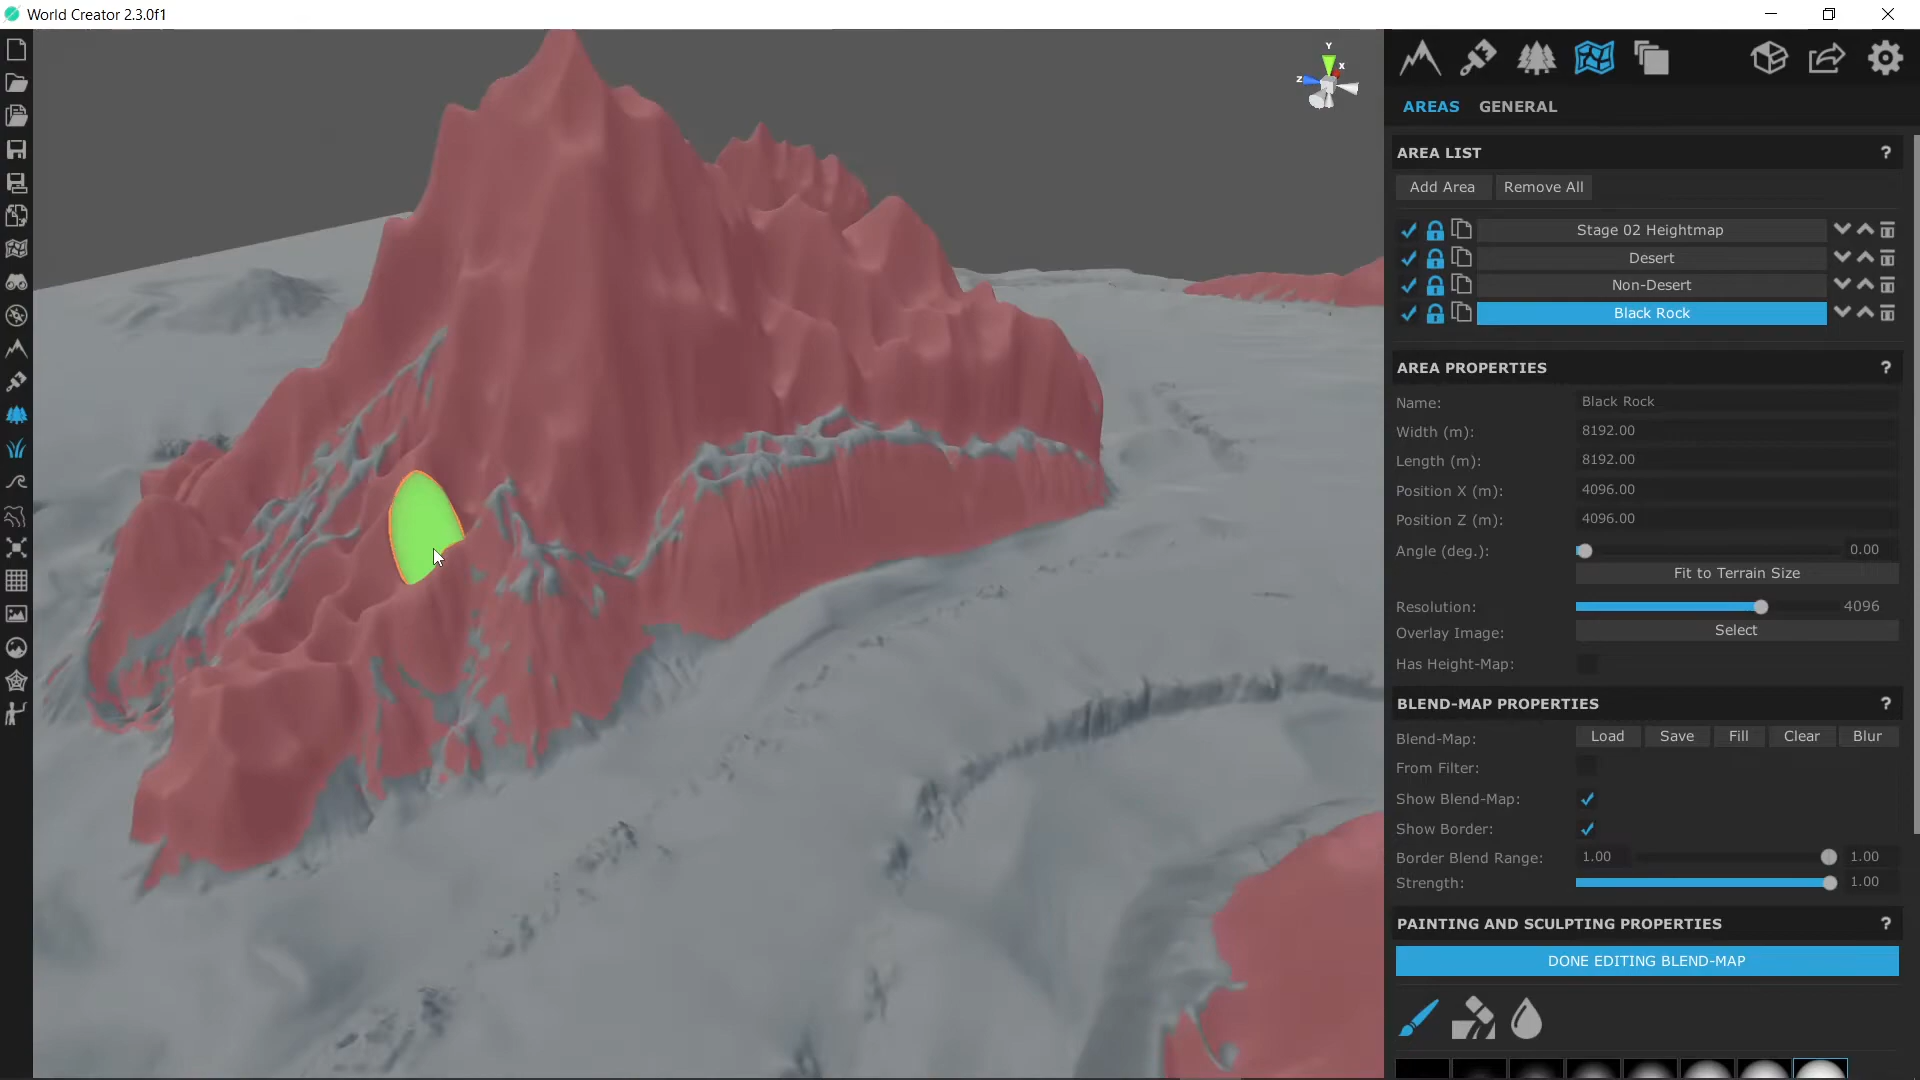 World Creator 2.3.0f1
Y
X
Z
AREAS GENERAL
AREA LIST ?
Add Area Remove All
Stage 02 Heightmap
Desert
Non-Desert
Black Rock
AREA PROPERTIES ?
Name: Black Rock
Width (m): 8192.00
Length (m): 8192.00
Position X (m): 4096.00
Position Z (m): 4096.00
Angle (deg.): 0.00
Fit to Terrain Size
Resolution: 4096
Overlay Image: Select
Has Height-Map:
BLEND-MAP PROPERTIES ?
Blend-Map: Load Save Fill Clear Blur
From Filter:
Show Blend-Map:
Show Border:
Border Blend Range: 1.00 1.00
Strength: 1.00
PAINTING AND SCULPTING PROPERTIES ?
DONE EDITING BLEND-MAP